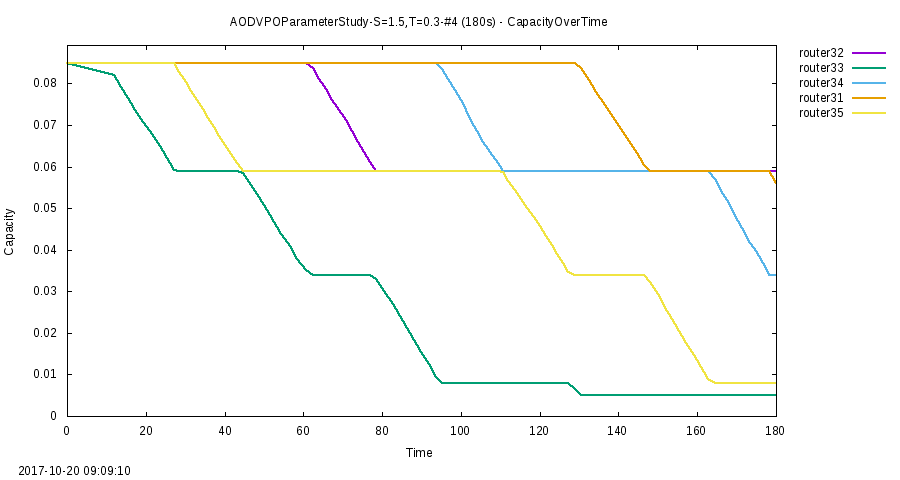 AODVPOParameterStudy-S=1.5,T=0.3-#4 (180s) - CapacityOverTime
router32
router33
router34
router31
router35
0.08
0.07
0.06
0.05
0.04
0.03
0.02
0.01
0
Capacity
0 20 40 60 80 100 120 140 160 180
Time
2017-10-20 09:09:10